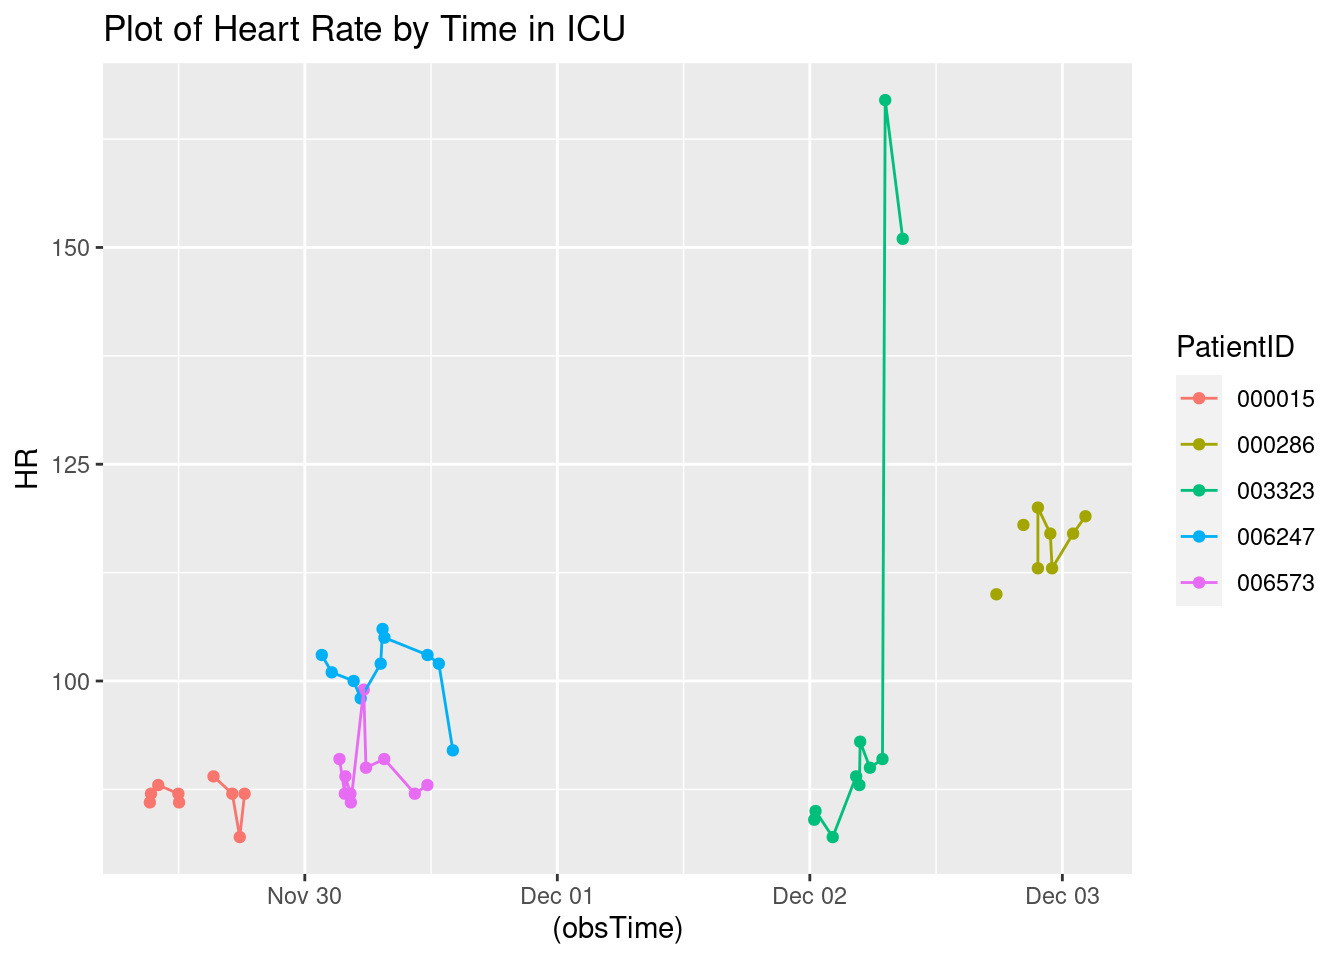 Plot of Heart Rate by Time in ICU
150
125
100
HR
Nov 30
Dec 01
Dec 02
Dec 03
(obsTime)
PatientID
000015
000286
003323
006247
006573